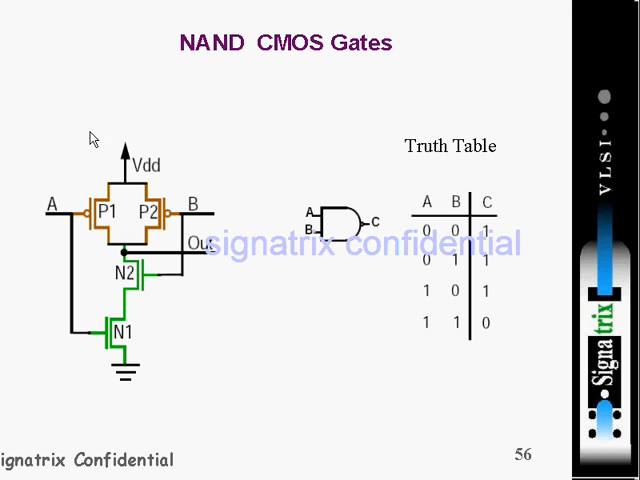 NAND CMOS Gates
Truth Table
Vdd
A P1 P2 B
Out
N2
N1
A
B
C
A B C
0 0 1
0 1 1
1 0 1
1 1 0
signatrix confidential
ignatrix Confidential
56
VLSI
Signatrix